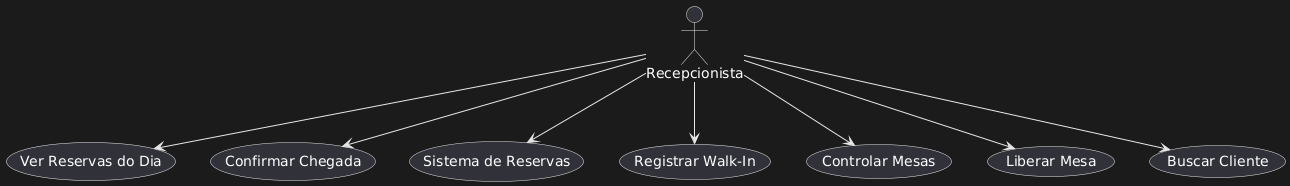 Recepcionista
Ver Reservas do Dia
Confirmar Chegada
Sistema de Reservas
Registrar Walk-In
Controlar Mesas
Liberar Mesa
Buscar Cliente